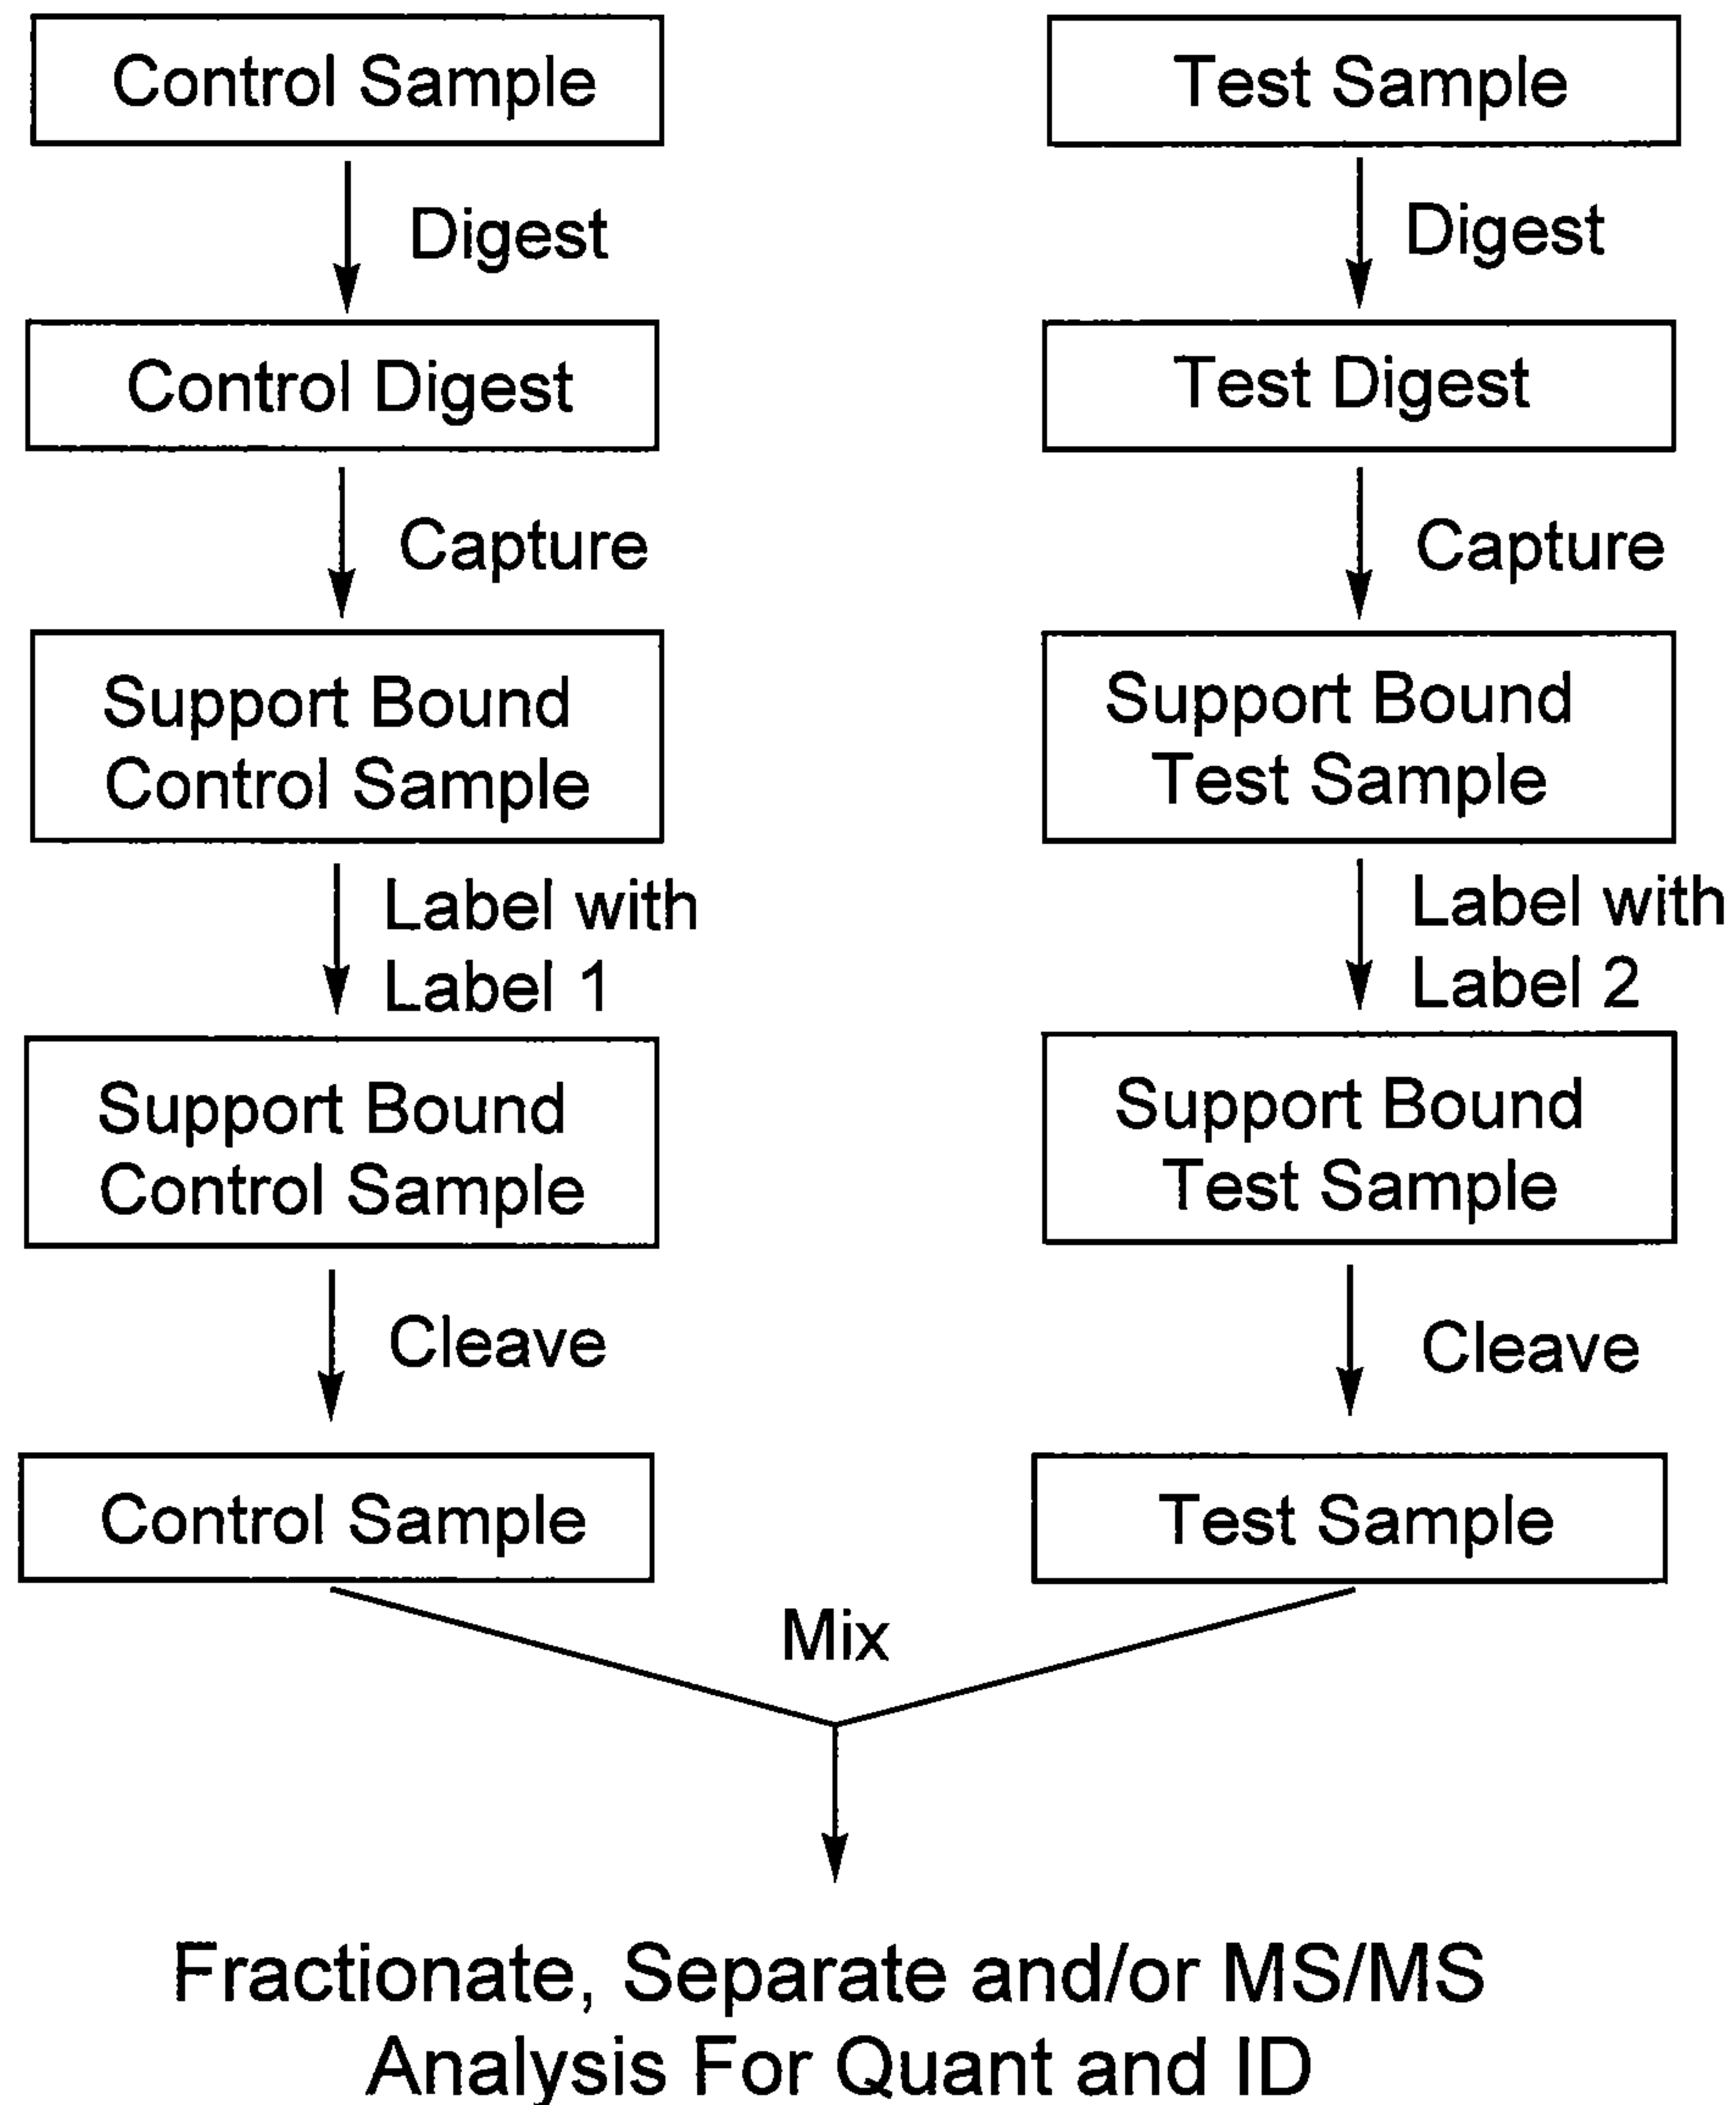 Control Sample
Test Sample
Digest
Digest
Control Digest
Test Digest
Capture
Capture
Support Bound
Control Sample
Support Bound
Test Sample
Label with
Label 1
Label with
Label 2
Support Bound
Control Sample
Support Bound
Test Sample
Cleave
Cleave
Control Sample
Test Sample
Mix
Fractionate, Separate and/or MS/MS
Analysis For Quant and ID